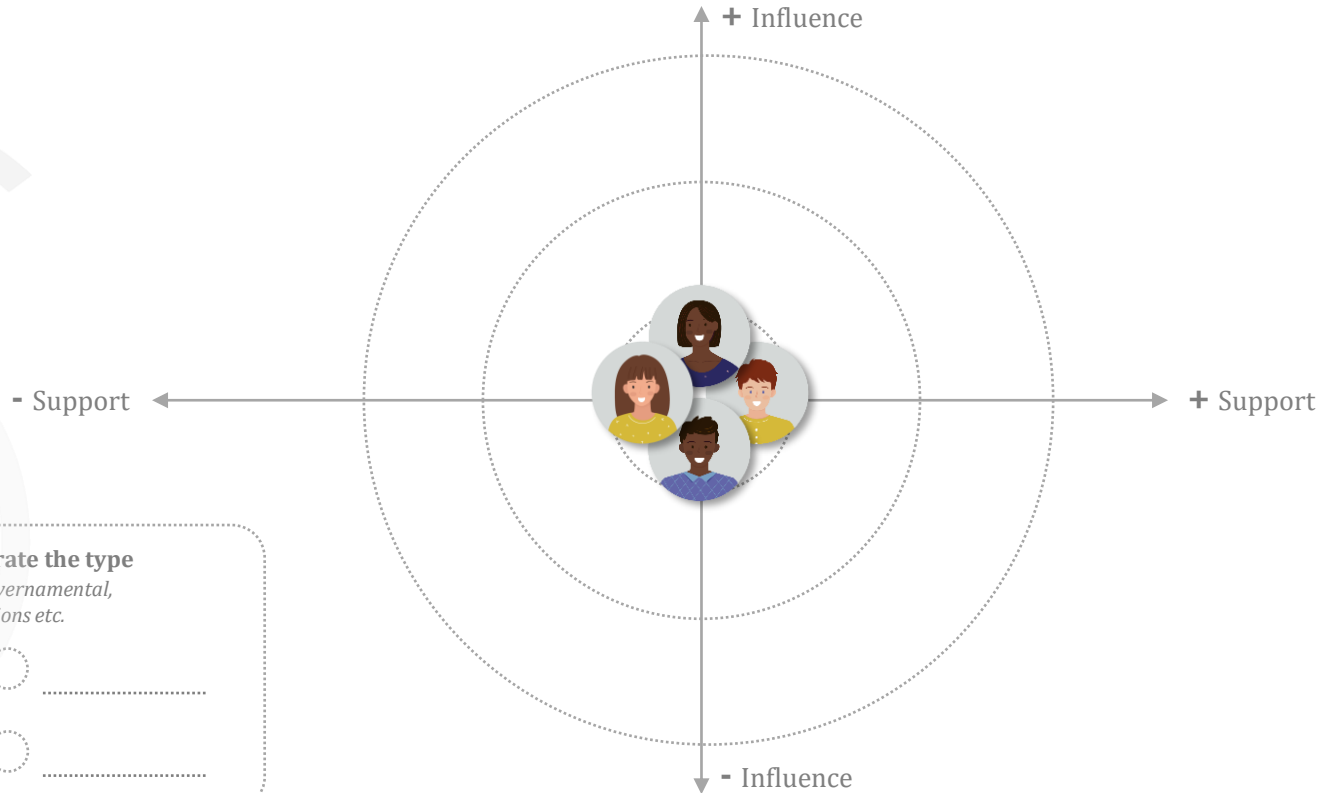 + Influence
- Support
+ Support
rate the type
vernamental,
ions etc.
- Influence